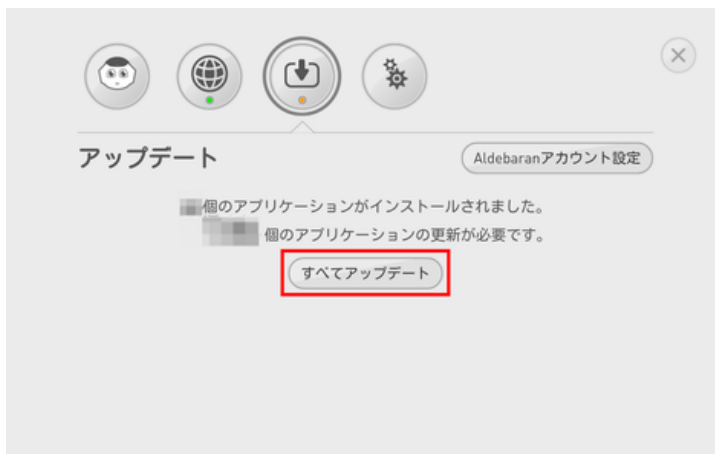 アップデート
Aldebaranアカウント設定
個のアプリケーションがインストールされました。
個のアプリケーションの更新が必要です。
すべてアップデート